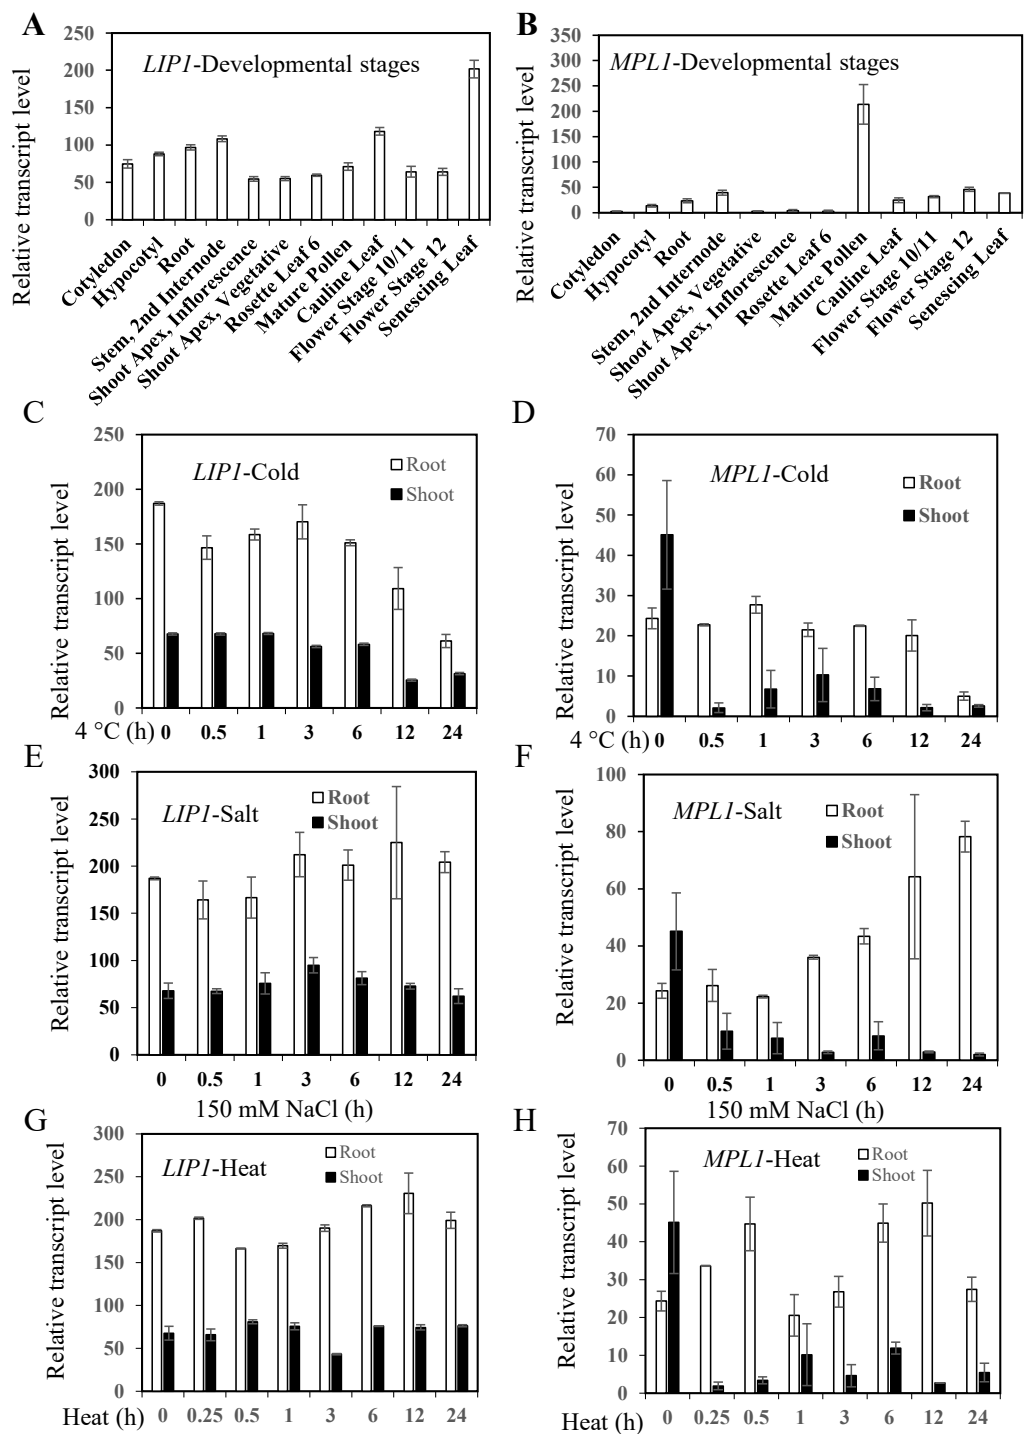 A
LIP1-Developmental stages
Relative transcript level
250
200
150
100
50
0
Cotyledon
Hypocotyl
Root
Stem, 2nd Internode
Shoot Apex, Inflorescence
Shoot Apex, Vegetative
Rosette Leaf 6
Mature Pollen
Cauline Leaf
Flower Stage 10/11
Flower Stage 12
Senescing Leaf
B
MPL1-Developmental stages
Relative transcript level
350
300
250
200
150
100
50
0
Cotyledon
Hypocotyl
Root
Stem, 2nd Internode
Shoot Apex, Vegetative
Shoot Apex, Inflorescence
Rosette Leaf 6
Mature Pollen
Cauline Leaf
Flower Stage 10/11
Flower Stage 12
Senescing Leaf
C
LIP1-Cold
Root
Shoot
Relative transcript level
250
200
150
100
50
0
4 °C (h) 0 0.5 1 3 6 12 24
D
MPL1-Cold
Root
Shoot
Relative transcript level
70
60
50
40
30
20
10
0
4 °C (h) 0 0.5 1 3 6 12 24
E
LIP1-Salt
Root
Shoot
Relative transcript level
300
250
200
150
100
50
0
0 0.5 1 3 6 12 24
150 mM NaCl (h)
F
MPL1-Salt
Root
Shoot
Relative transcript level
100
80
60
40
20
0
0 0.5 1 3 6 12 24
150 mM NaCl (h)
G
LIP1-Heat
Root
Shoot
Relative transcript level
300
250
200
150
100
50
0
Heat (h) 0 0.25 0.5 1 3 6 12 24
H
MPL1-Heat
Root
Shoot
Relative transcript level
70
60
50
40
30
20
10
0
Heat (h) 0 0.25 0.5 1 3 6 12 24